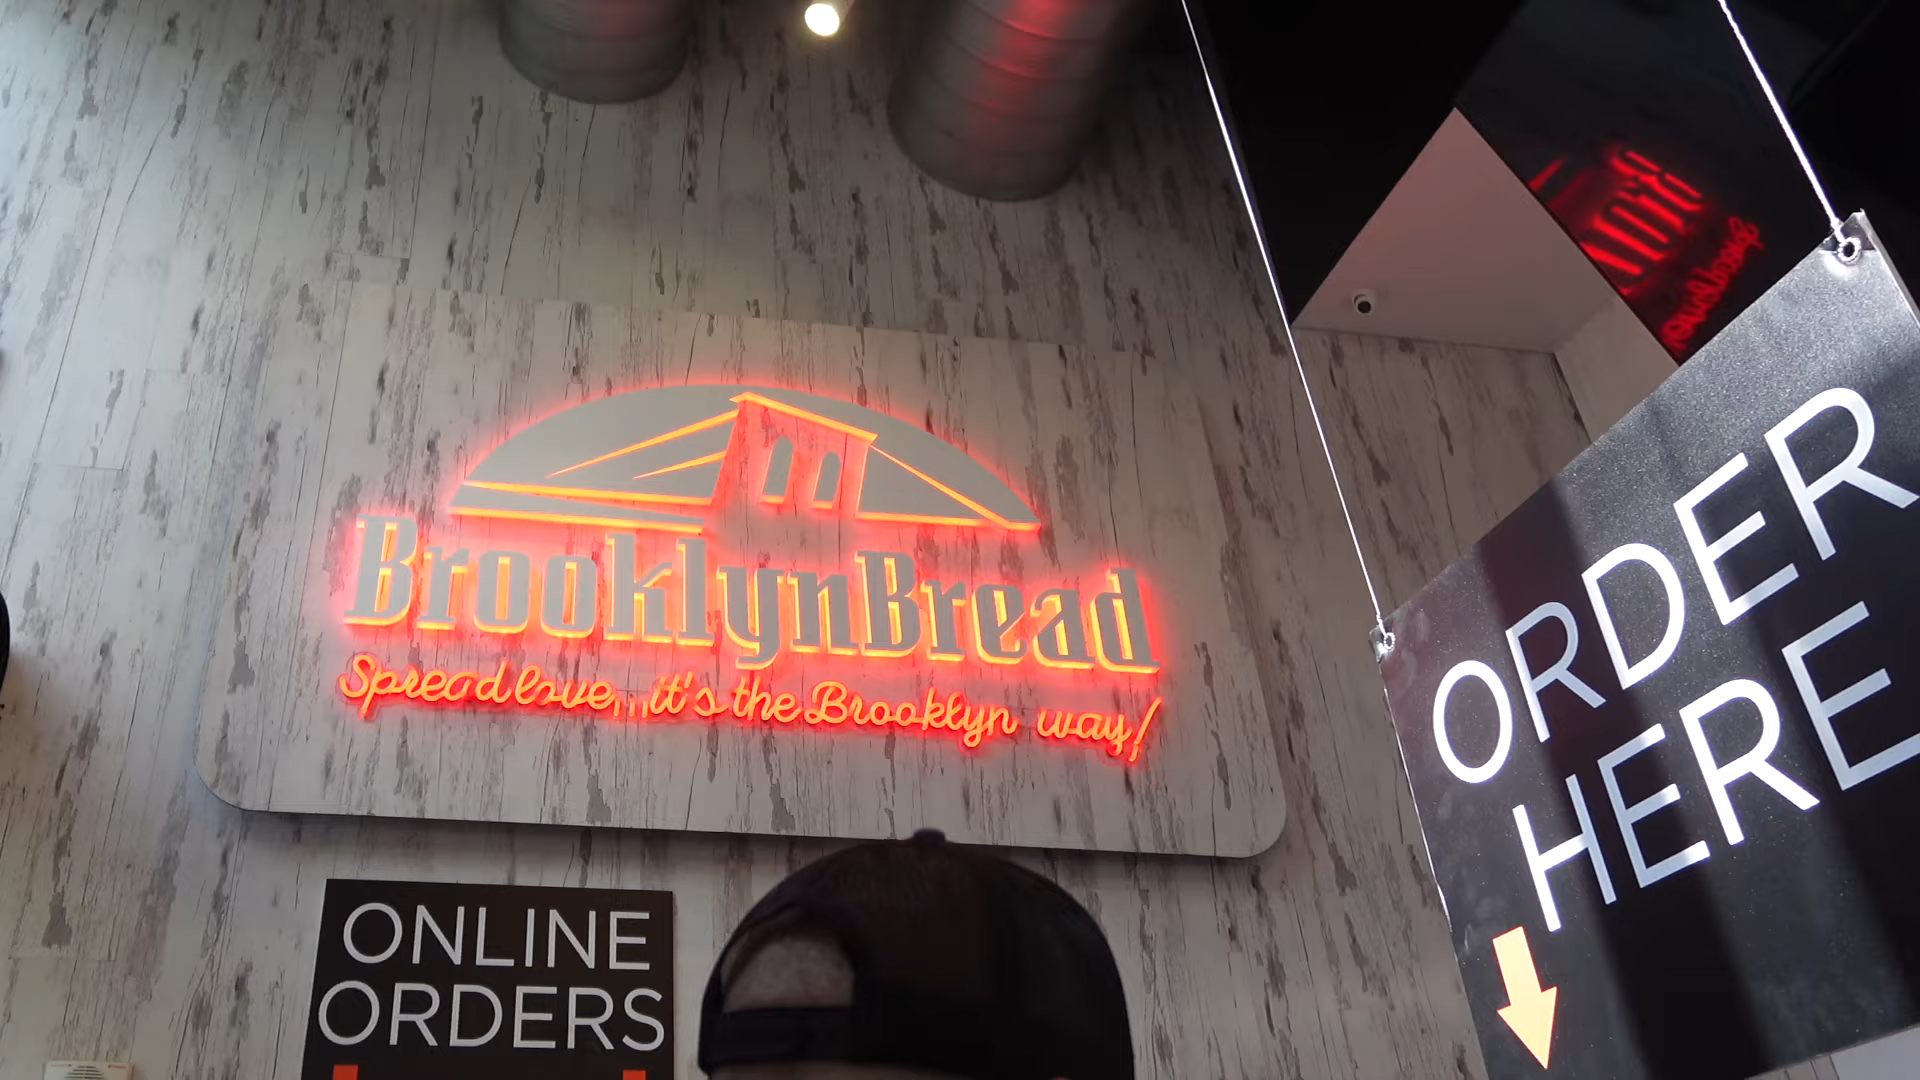 BrooklynBread
Spread love,...it's the Brooklyn way!
ORDER
HERE
ONLINE
ORDERS